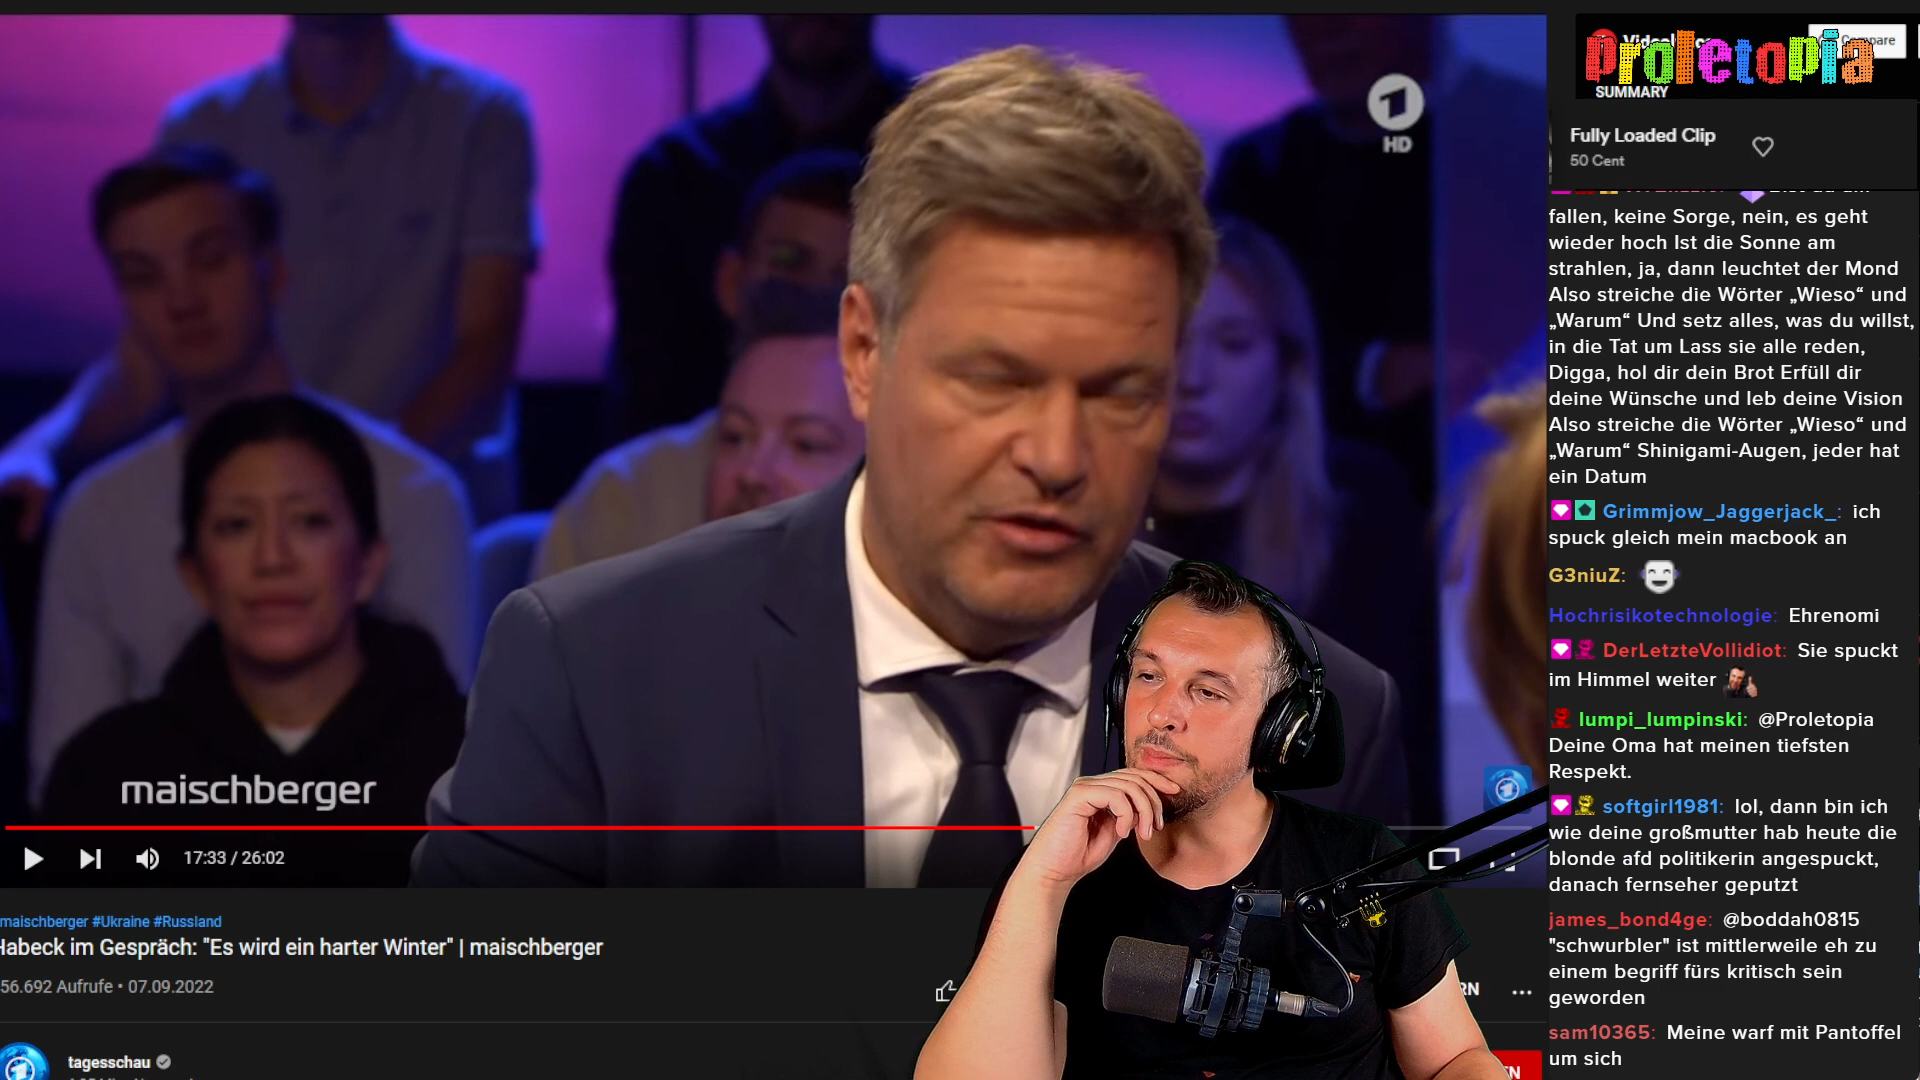 HD
maischberger
17:33 / 26:02
maischberger #Ukraine #Russland
Habeck im Gespräch: "Es wird ein harter Winter" | maischberger
56.692 Aufrufe • 07.09.2022
RN
tagesschau
EN
Proletopia
SUMMARY
Fully Loaded Clip
50 Cent
fallen, keine Sorge, nein, es geht
wieder hoch Ist die Sonne am
strahlen, ja, dann leuchtet der Mond
Also streiche die Wörter „Wieso“ und
„Warum“ Und setz alles, was du willst,
in die Tat um Lass sie alle reden,
Digga, hol dir dein Brot Erfüll dir
deine Wünsche und leb deine Vision
Also streiche die Wörter „Wieso“ und
„Warum“ Shinigami-Augen, jeder hat
ein Datum
Grimmjow_Jaggerjack_: ich
spuck gleich mein macbook an
G3niuZ:
Hochrisikotechnologie: Ehrenomi
DerLetzteVollidiot: Sie spuckt
im Himmel weiter
lumpi_lumpinski: @Proletopia
Deine Oma hat meinen tiefsten
Respekt.
softgirl1981: lol, dann bin ich
wie deine großmutter hab heute die
blonde afd politikerin angespuckt,
danach fernseher geputzt
james_bond4ge: @boddah0815
"schwurbler" ist mittlerweile eh zu
einem begriff fürs kritisch sein
geworden
sam10365: Meine warf mit Pantoffel
um sich